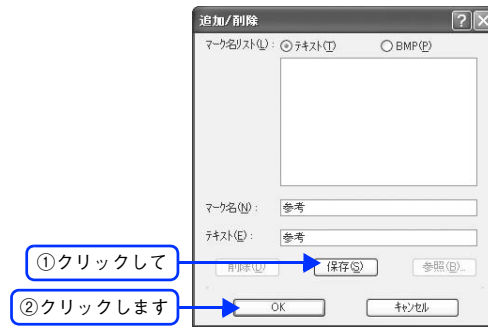 追加/削除
マーク名リスト(L): テキスト(T) BMP(P)
マーク名(N): 参考
テキスト(E): 参考
①クリックして
削除(D) 保存(S) 参照(B)...
②クリックします
OK キャンセル